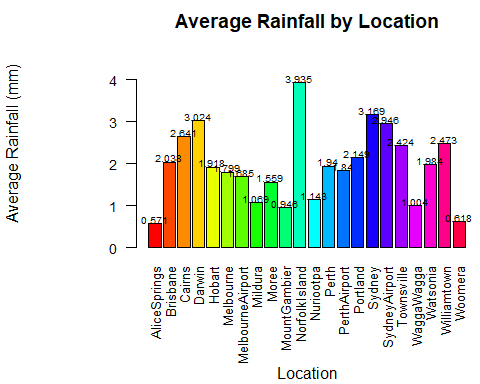 Average Rainfall by Location
Average Rainfall (mm)
4
3
2
1
0
0.571
2.038
2.641
3.024
1.918
1.799
1.685
1.069
1.559
0.946
3.935
1.143
1.94
1.84
2.149
3.169
2.946
2.424
1.004
1.984
2.473
0.618
AliceSprings
Brisbane
Cairns
Darwin
Hobart
Melbourne
MelbourneAirport
Mildura
Moree
MountGambier
NorfolkIsland
Nuriootpa
Perth
PerthAirport
Portland
Sydney
SydneyAirport
Townsville
WaggaWagga
Watsonia
Williamtown
Woomera
Location